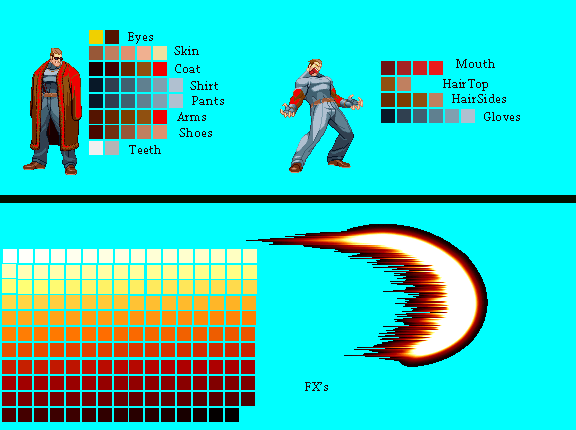 Eyes
Skin
Coat
Shirt
Pants
Arms
Shoes
Teeth
Mouth
HairTop
HairSides
Gloves
FX's